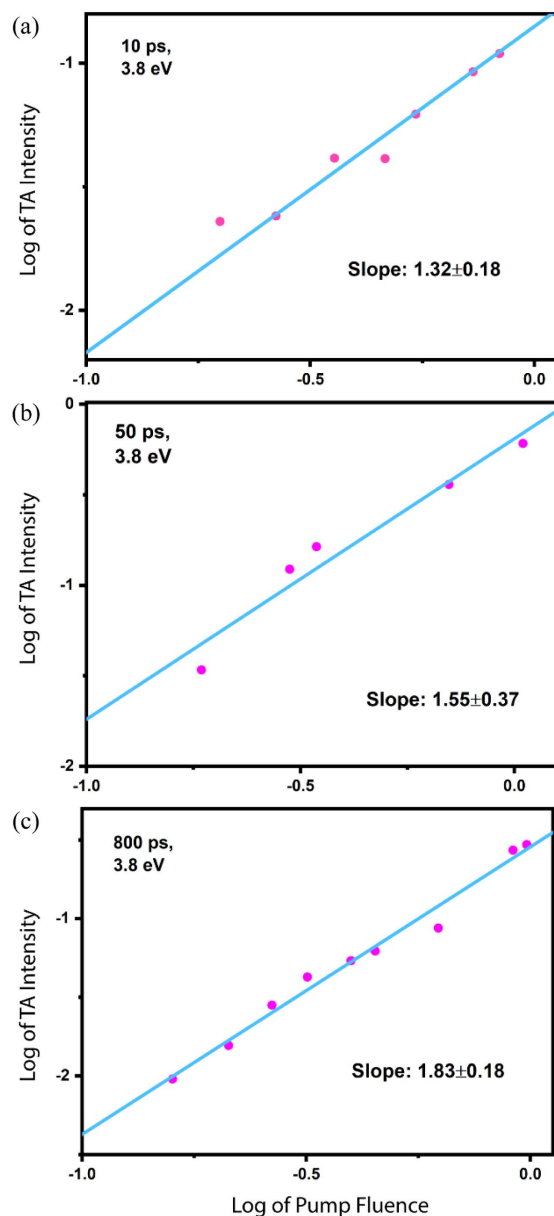 (a)
10 ps,
3.8 eV
Log of TA Intensity
-1
-2
Slope: 1.32±0.18
-1.0 -0.5 0.0
(b)
50 ps,
3.8 eV
Log of TA Intensity
0
-1
-2
Slope: 1.55±0.37
-1.0 -0.5 0.0
(c)
800 ps,
3.8 eV
Log of TA Intensity
-1
-2
Slope: 1.83±0.18
-1.0 -0.5 0.0
Log of Pump Fluence